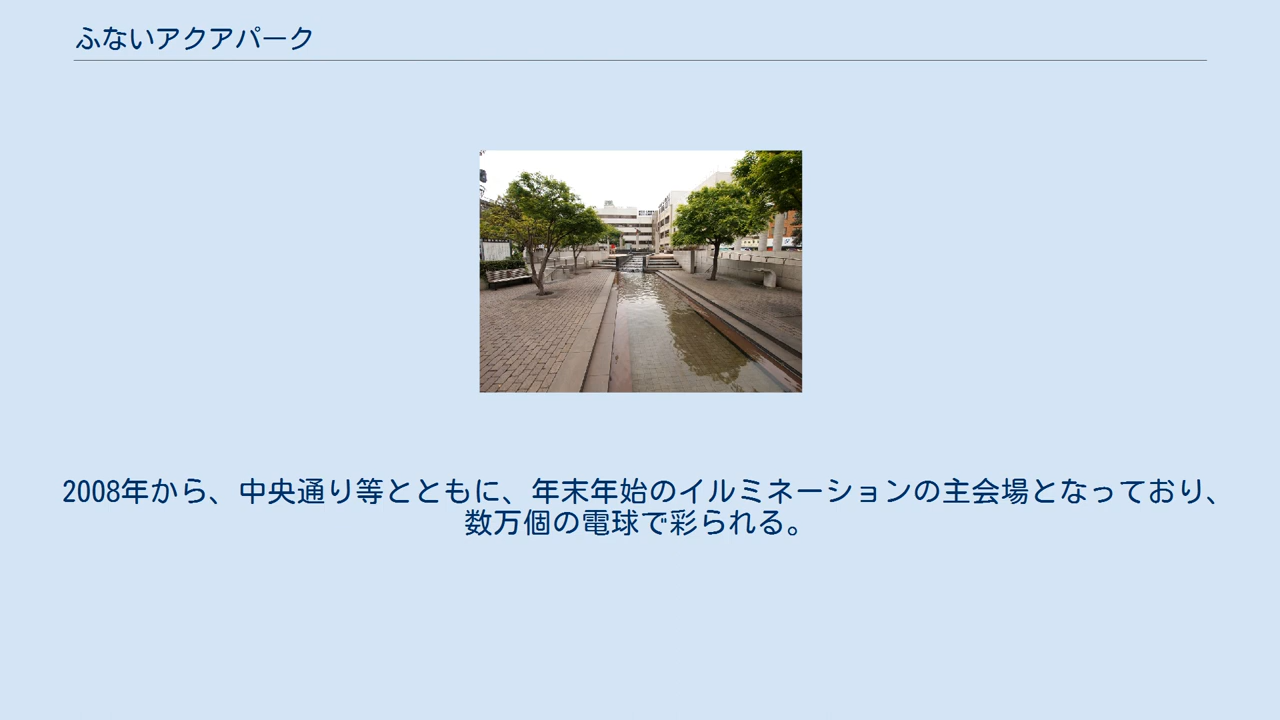 ふないアクアパーク
2008年から、中央通り等とともに、年末年始のイルミネーションの主会場となっており、
数万個の電球で彩られる。